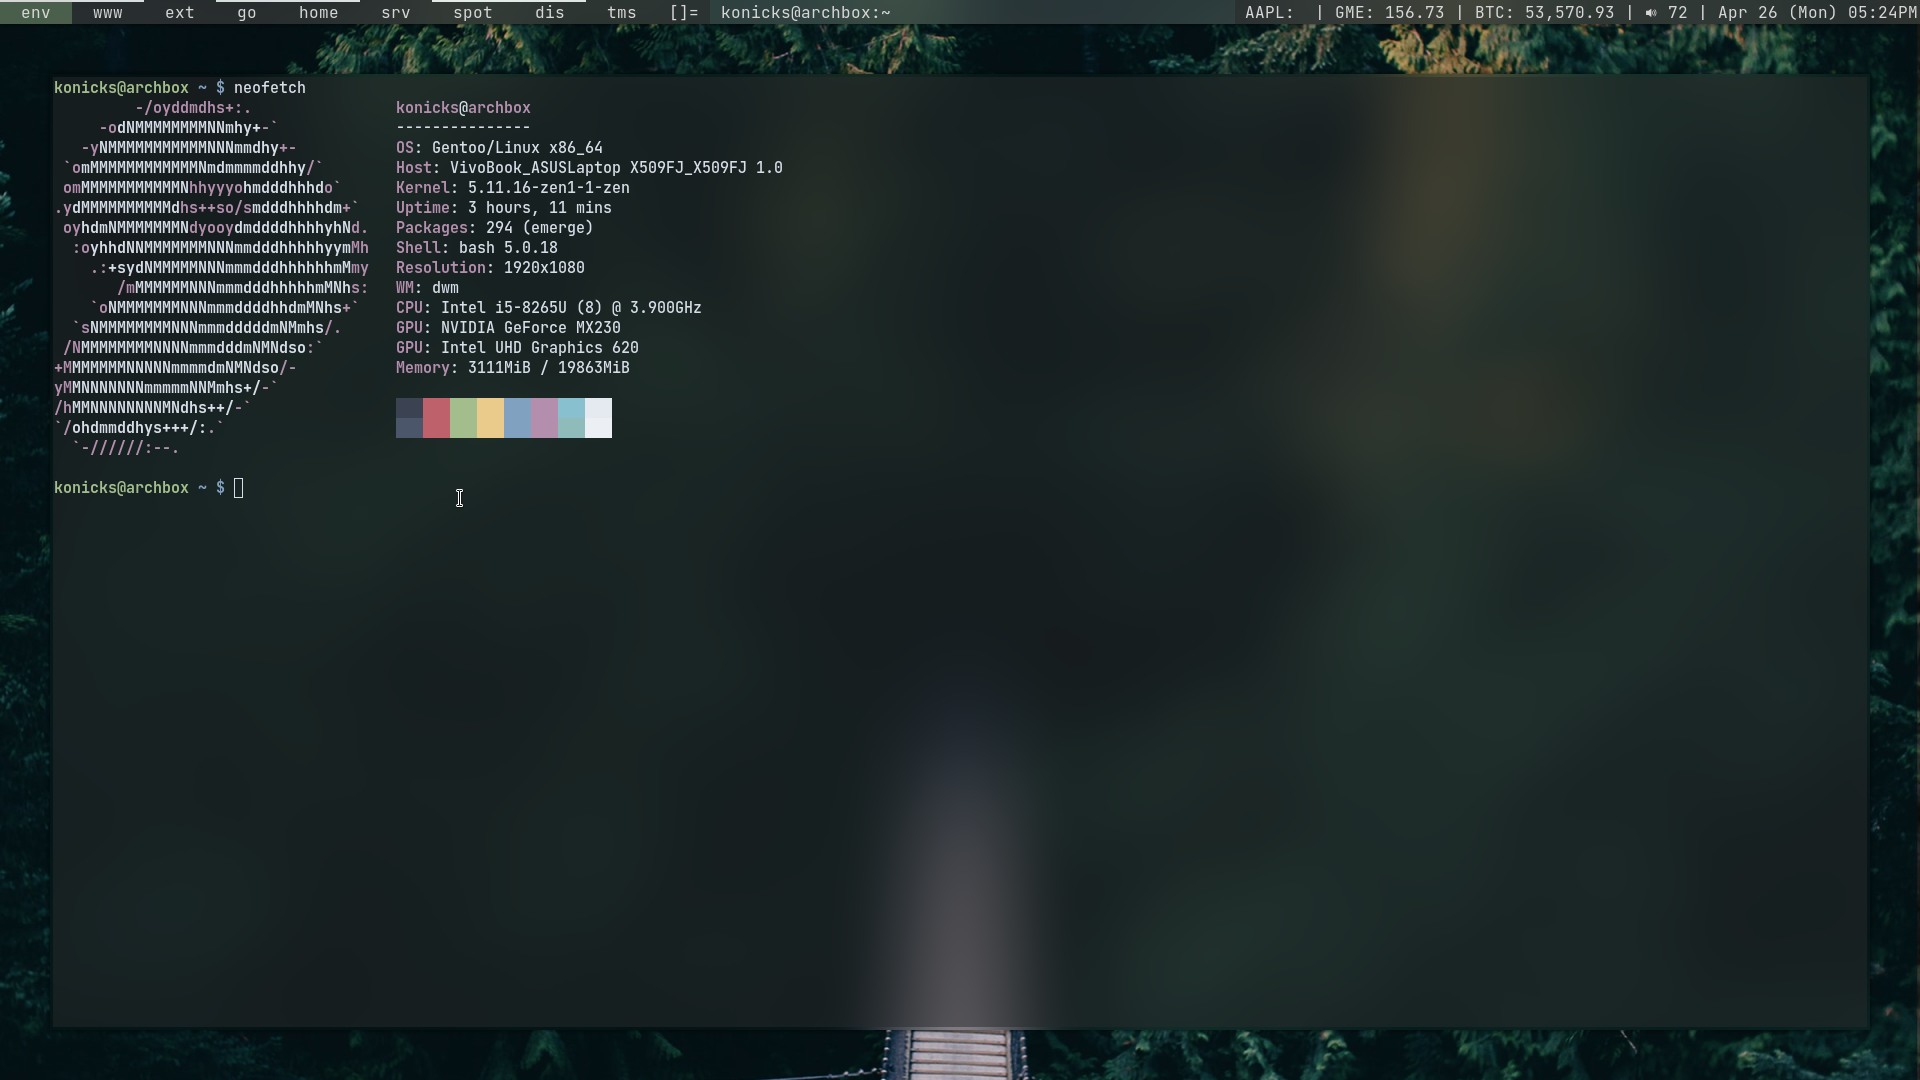 env www ext go home srv spot dis tms []= konicks@archbox:~ AAPL: | GME: 156.73 | BTC: 53,570.93 | 🔊 72 | Apr 26 (Mon) 05:24PM
konicks@archbox ~ $ neofetch
         -/oyddmdhs+:.                konicks@archbox
     -odNMMMMMMMMNNmhy+-`             ---------------
   -yNMMMMMMMMMMMNNNmmdhy+-           OS: Gentoo/Linux x86_64
 `omMMMMMMMMMMMMNmdmmmmddhhy/`        Host: VivoBook_ASUSLaptop X509FJ_X509FJ 1.0
 omMMMMMMMMMMMNhhyyyohmdddhhhdo`      Kernel: 5.11.16-zen1-1-zen
.ydMMMMMMMMMMdhs++so/smdddhhhhdm+`    Uptime: 3 hours, 11 mins
 oyhdmNMMMMMMMNdyooydmddddhhhhyhNd.   Packages: 294 (emerge)
  :oyhhdNNMMMMMMMNNNmmdddhhhhhyymMh   Shell: bash 5.0.18
    .:+sydNMMMMMNNNmmmdddhhhhhhmMmy   Resolution: 1920x1080
       /mMMMMMMNNNmmmdddhhhhhmMNhs:   WM: dwm
    `oNMMMMMMMNNNmmmddddhhdmMNhs+`    CPU: Intel i5-8265U (8) @ 3.900GHz
  `sNMMMMMMMMNNNmmmdddddmNMmhs/.      GPU: NVIDIA GeForce MX230
 /NMMMMMMMMNNNNmmmdddmNMNdso:`        GPU: Intel UHD Graphics 620
+MMMMMMMNNNNNmmmmdmNMNdso/-           Memory: 3111MiB / 19863MiB
yMMNNNNNNNmmmmmNNMmhs+/-`
/hMMNNNNNNNNMNdhs++/-`
`/ohdmmddhys+++/:.`
  `-//////:--.
konicks@archbox ~ $